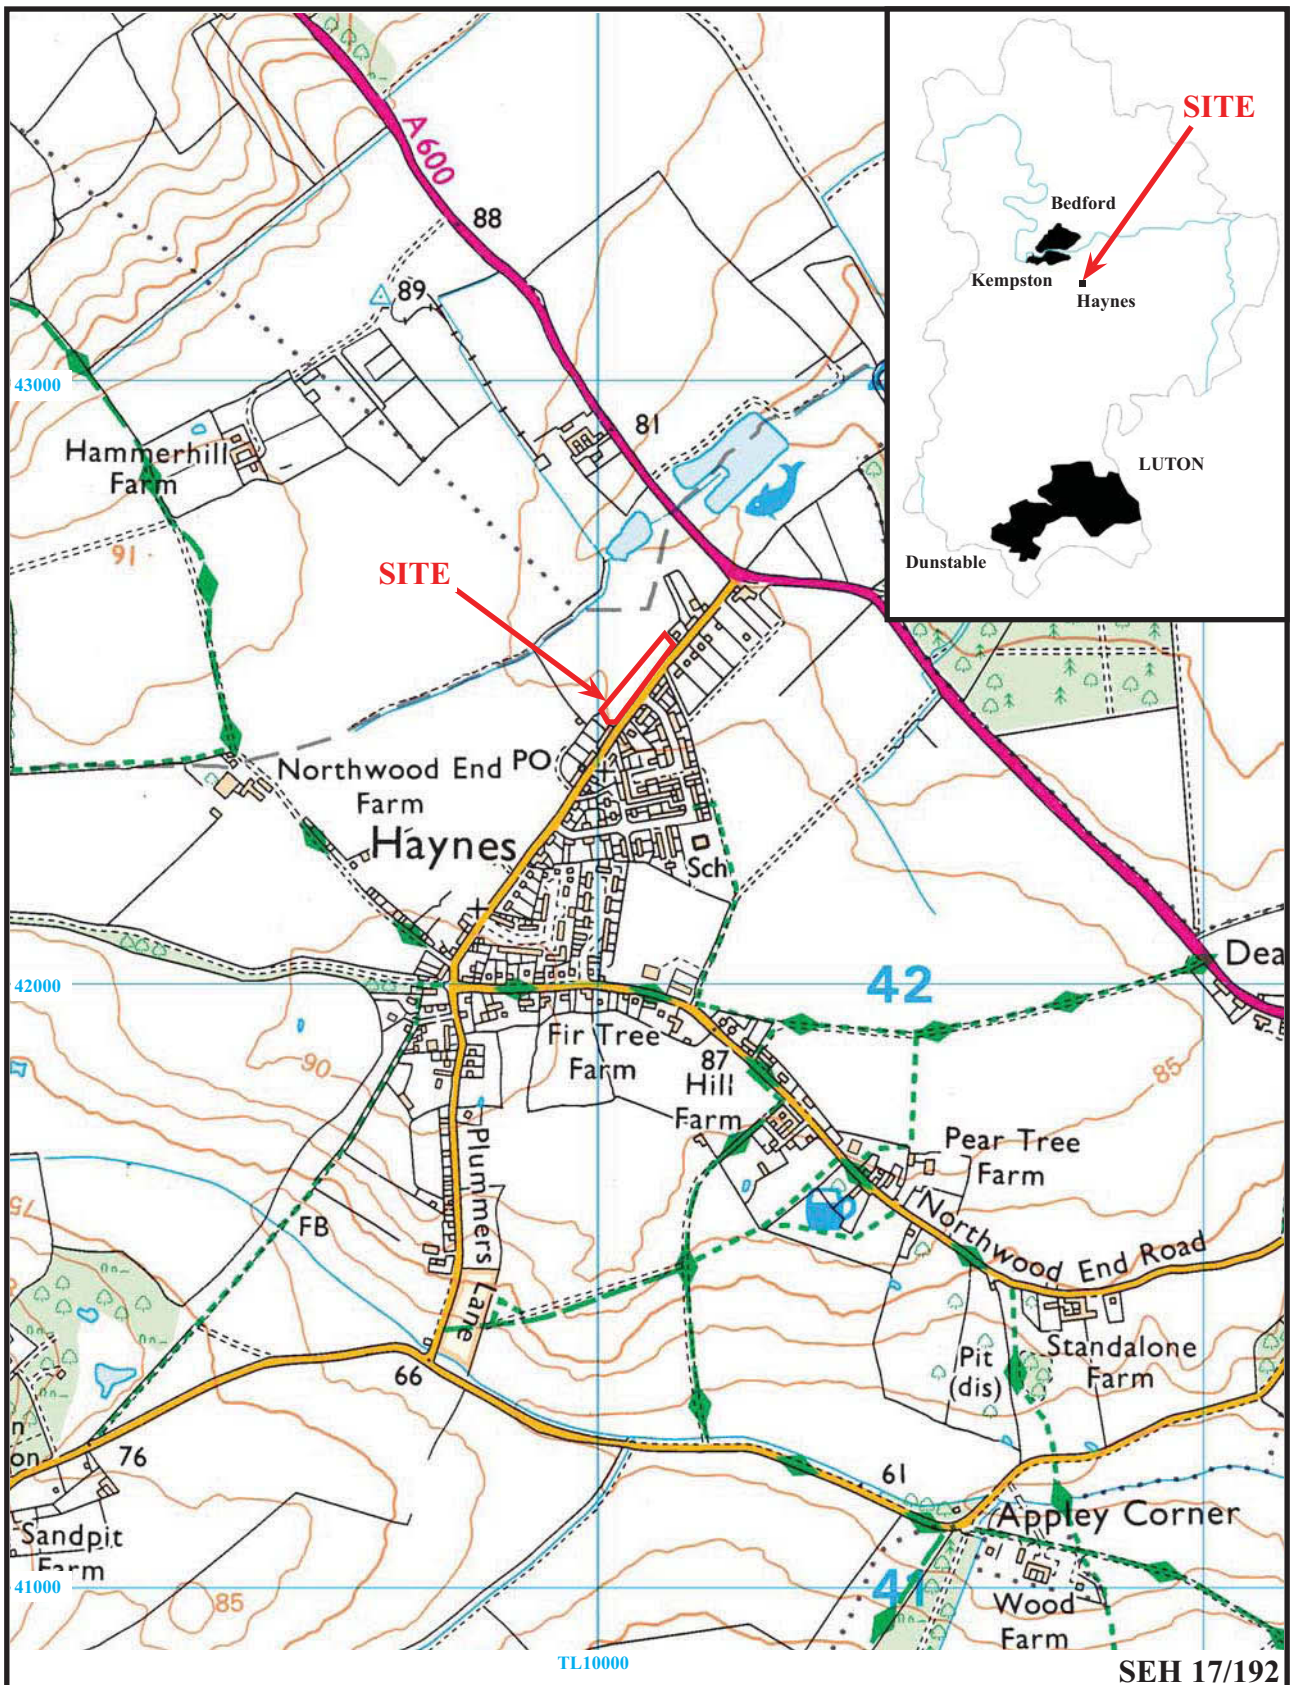 A600
88
SITE
Bedford
Kempston
Haynes
LUTON
Dunstable
89
43000
81
Hammerhill
Farm
91
SITE
Northwood End
Farm
PO
Haynes
Sch
Dea
42000
42
Fir Tree
Farm
90
87
Hill
Farm
85
Pear Tree
Farm
75
FB
Plummers
Lane
Northwood End Road
Standalone
Farm
Pit
(dis)
66
76
n
on
61
Appley Corner
Sandpit
Farm
41000
41
85
Wood
Farm
TL10000
SEH 17/192